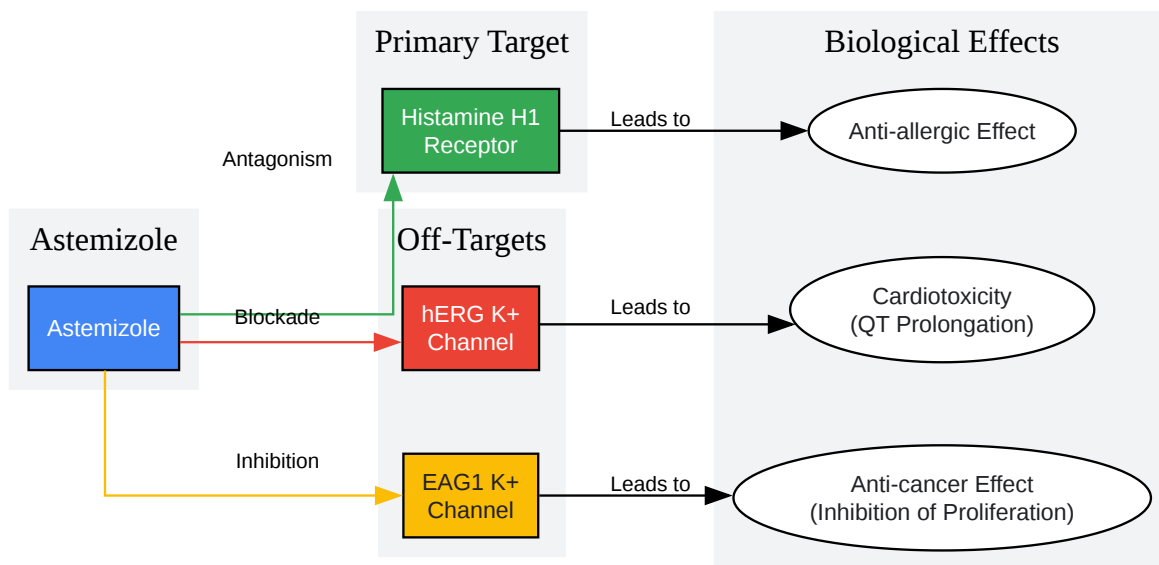 Primary Target
Biological Effects
Histamine H1
Receptor
Leads to
Anti-allergic Effect
Antagonism
Astemizole
Off-Targets
Astemizole
Blockade
hERG K+
Channel
Leads to
Cardiotoxicity
(QT Prolongation)
Inhibition
EAG1 K+
Channel
Leads to
Anti-cancer Effect
(Inhibition of Proliferation)